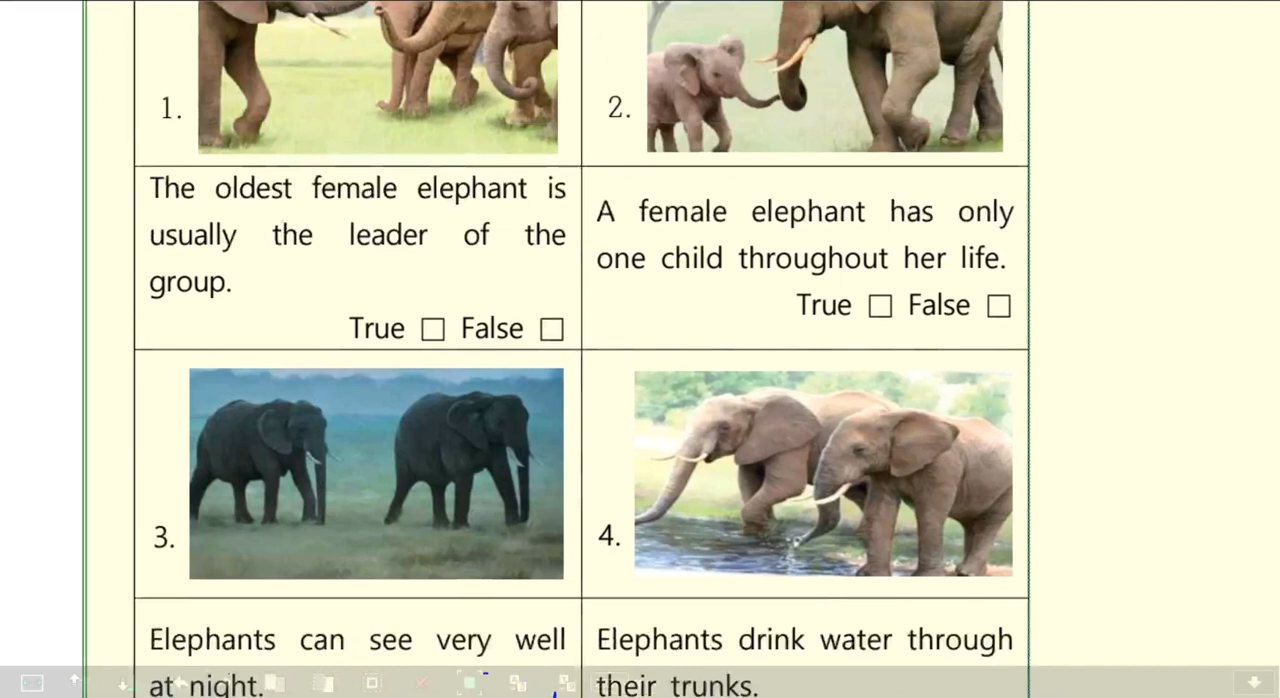 1.
2.
The oldest female elephant is
usually the leader of the
group.
True □ False □
A female elephant has only
one child throughout her life.
True □ False □
3.
4.
Elephants can see very well
at night.
Elephants drink water through
their trunks.